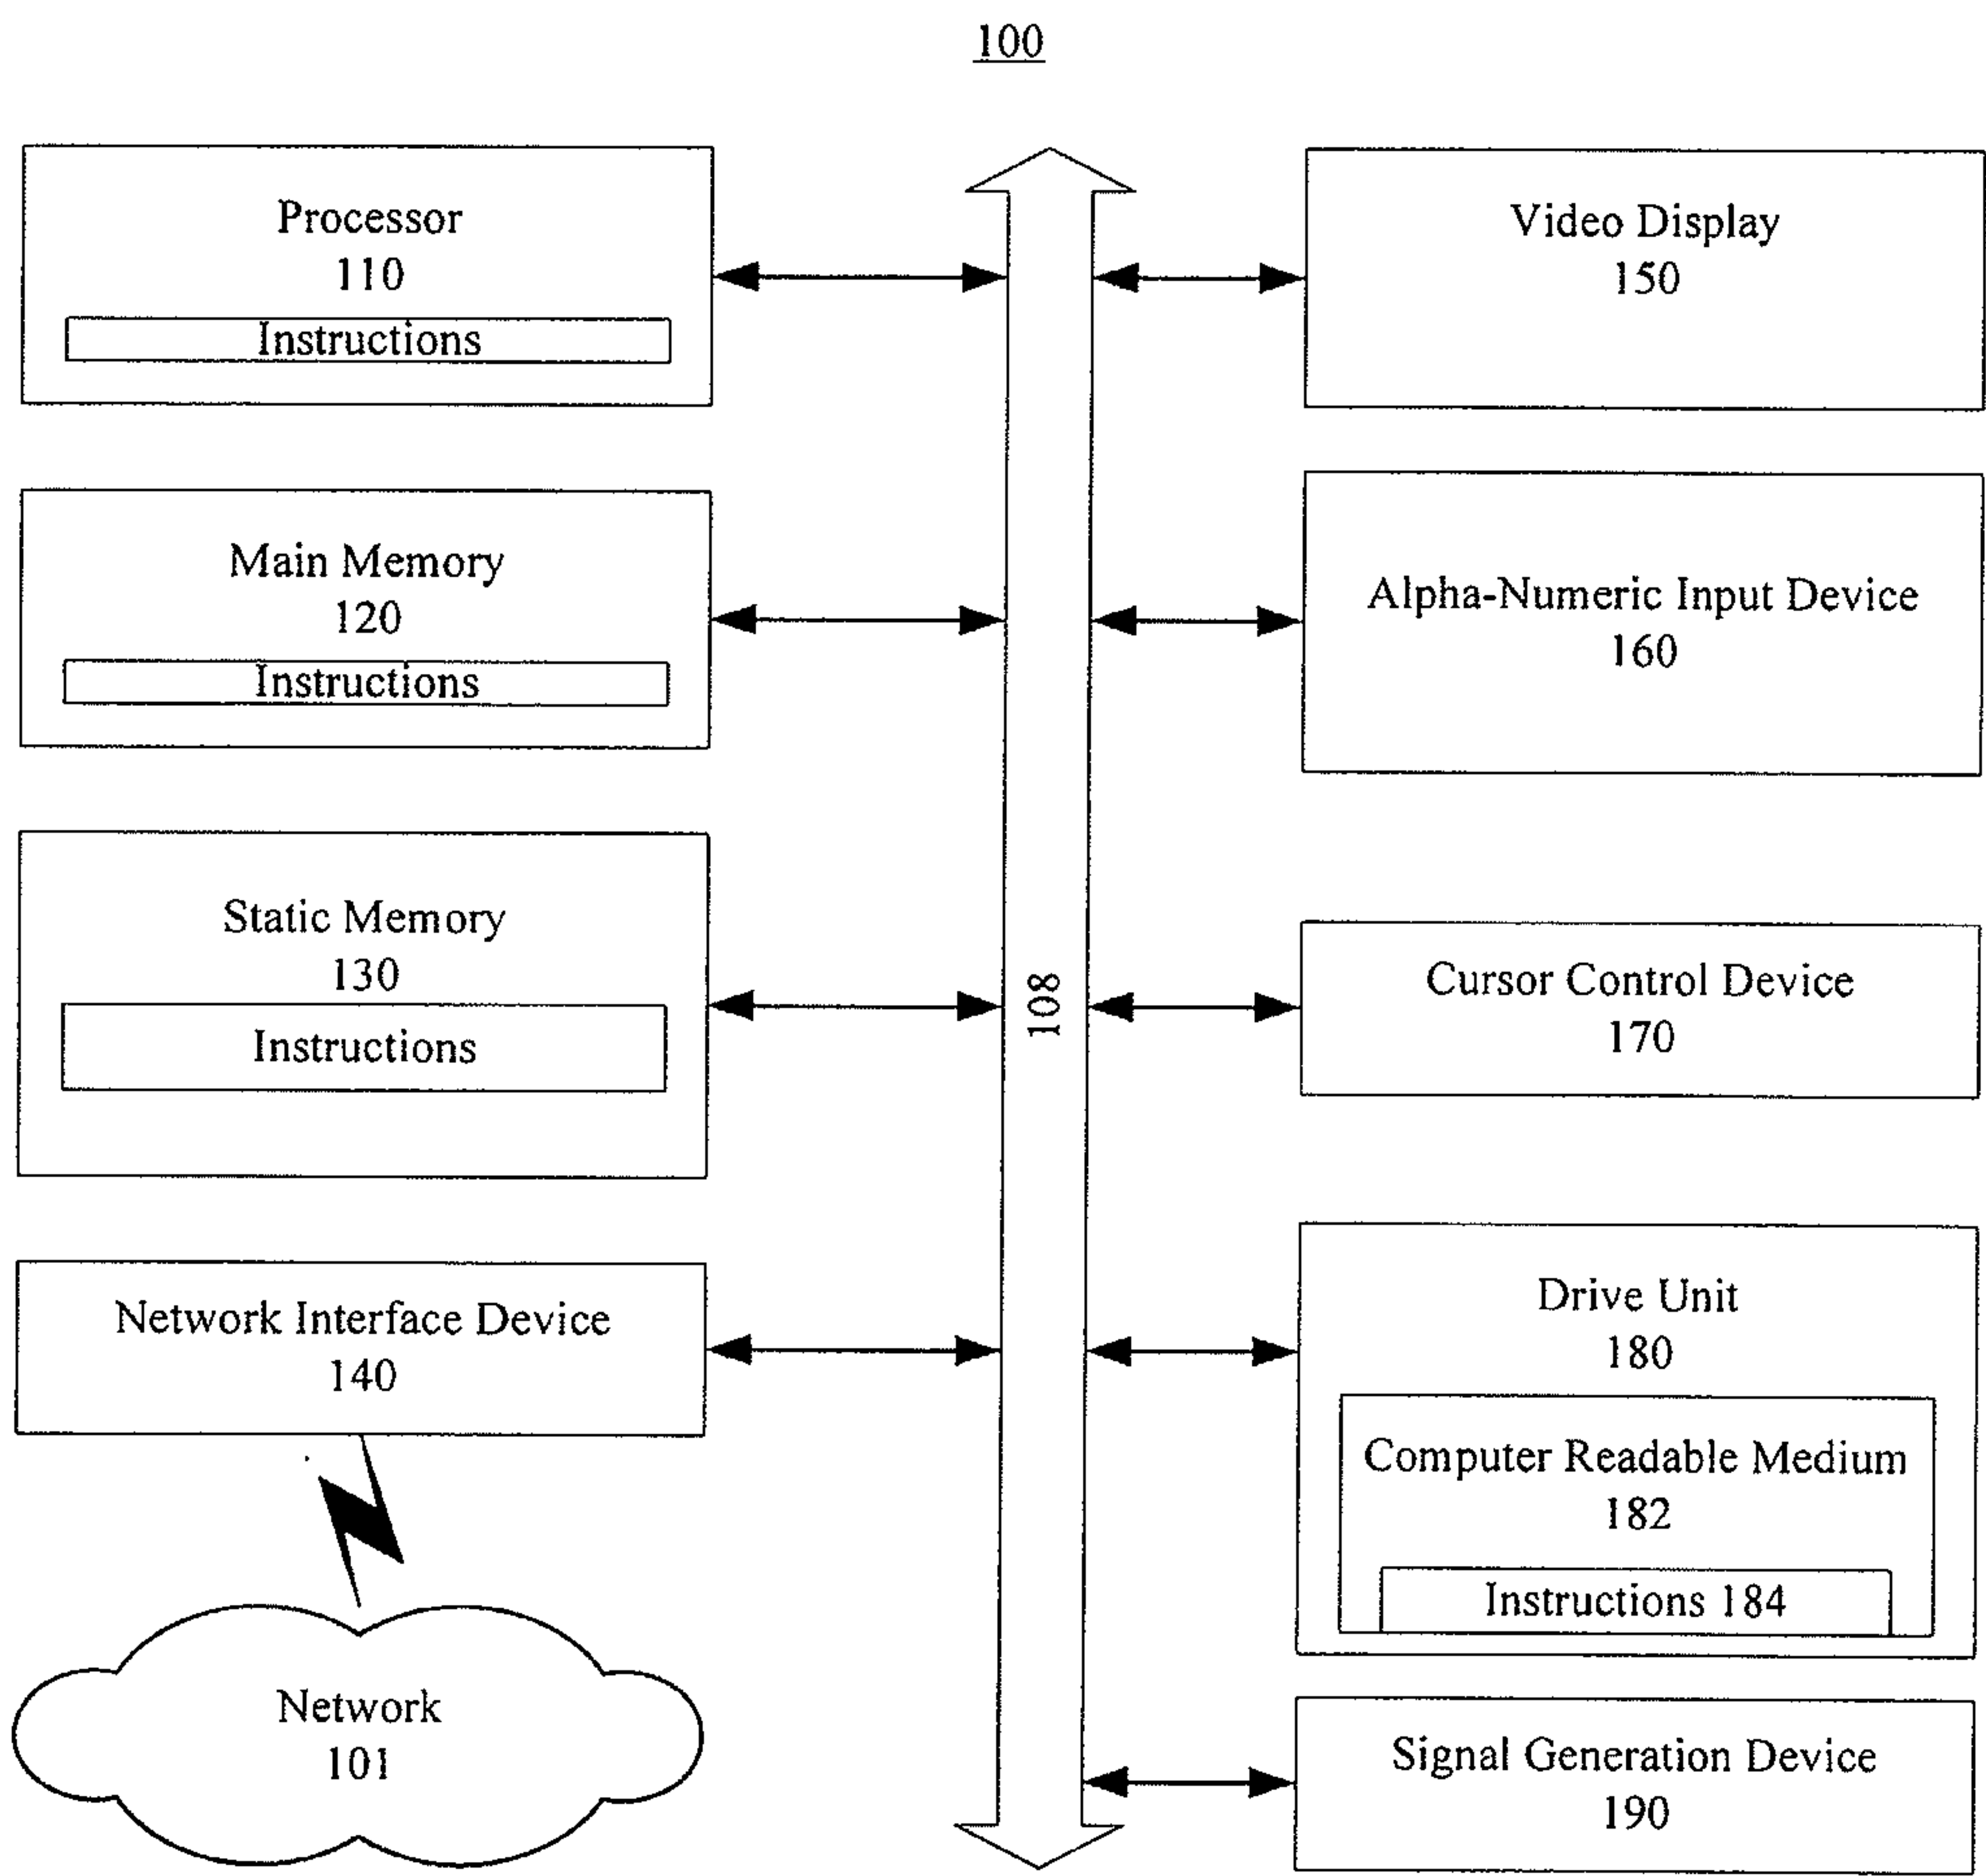 100
Processor
110
Instructions
Main Memory
120
Instructions
Static Memory
130
Instructions
Network Interface Device
140
Network
101
108
Video Display
150
Alpha-Numeric Input Device
160
Cursor Control Device
170
Drive Unit
180
Computer Readable Medium
182
Instructions 184
Signal Generation Device
190